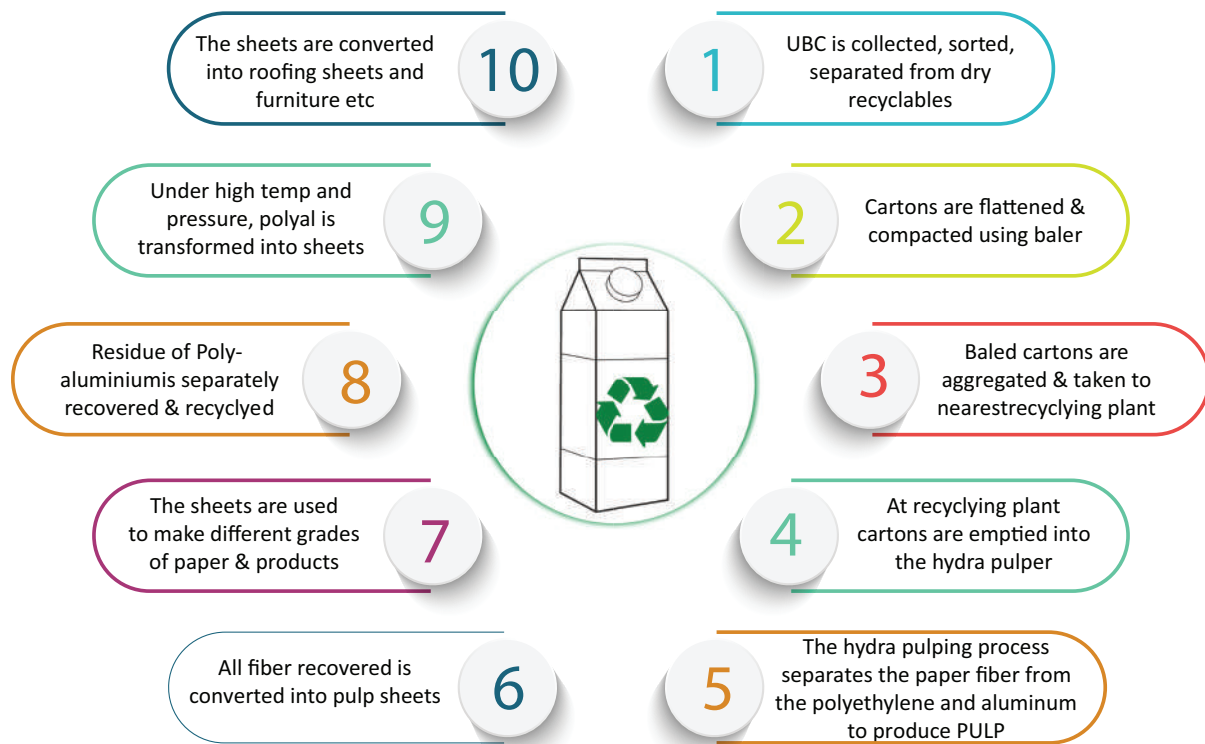 1
UBC is collected, sorted,
separated from dry
recyclables
2
Cartons are flattened &
compacted using baler
3
Baled cartons are
aggregated & taken to
nearestrecyclying plant
4
At recyclying plant
cartons are emptied into
the hydra pulper
5
The hydra pulping process
separates the paper fiber from
the polyethylene and aluminum
to produce PULP
6
All fiber recovered is
converted into pulp sheets
7
The sheets are used
to make different grades
of paper & products
8
Residue of Poly-
aluminiumis separately
recovered & recyclyed
9
Under high temp and
pressure, polyal is
transformed into sheets
10
The sheets are converted
into roofing sheets and
furniture etc